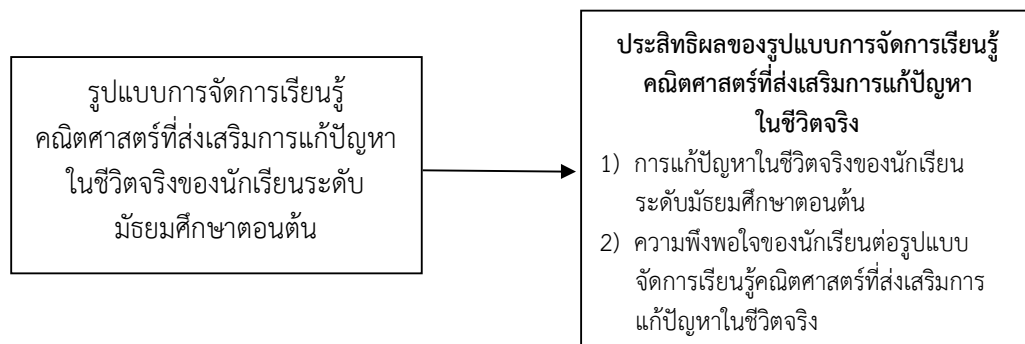 รูปแบบการจัดการเรียนรู้
คณิตศาสตร์ที่ส่งเสริมการแก้ปัญหา
ในชีวิตจริงของนักเรียนระดับ
มัธยมศึกษาตอนต้น
ประสิทธิผลของรูปแบบการจัดการเรียนรู้
คณิตศาสตร์ที่ส่งเสริมการแก้ปัญหา
ในชีวิตจริง
1) การแก้ปัญหาในชีวิตจริงของนักเรียน
ระดับมัธยมศึกษาตอนต้น
2) ความพึงพอใจของนักเรียนต่อรูปแบบ
จัดการเรียนรู้คณิตศาสตร์ที่ส่งเสริมการ
แก้ปัญหาในชีวิตจริง